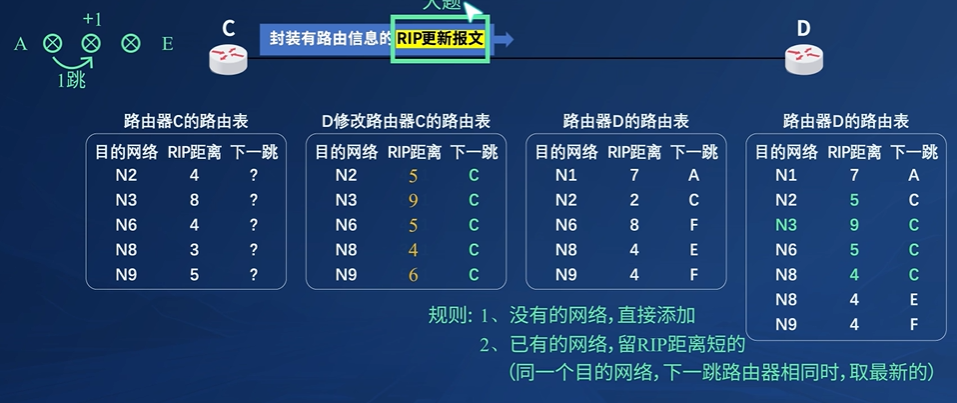 大题
+1
A E
1跳
C
封装有路由信息的RIP更新报文
D
路由器C的路由表
目的网络 RIP距离 下一跳
N2 4 ?
N3 8 ?
N6 4 ?
N8 3 ?
N9 5 ?
D修改路由器C的路由表
目的网络 RIP距离 下一跳
N2 5 C
N3 9 C
N6 5 C
N8 4 C
N9 6 C
路由器D的路由表
目的网络 RIP距离 下一跳
N1 7 A
N2 2 C
N6 8 F
N8 4 E
N9 4 F
路由器D的路由表
目的网络 RIP距离 下一跳
N1 7 A
N2 5 C
N3 9 C
N6 5 C
N8 4 C
N8 4 E
N9 4 F
规则: 1、没有的网络,直接添加
2、已有的网络,留RIP距离短的
(同一个目的网络,下一跳路由器相同时,取最新的)